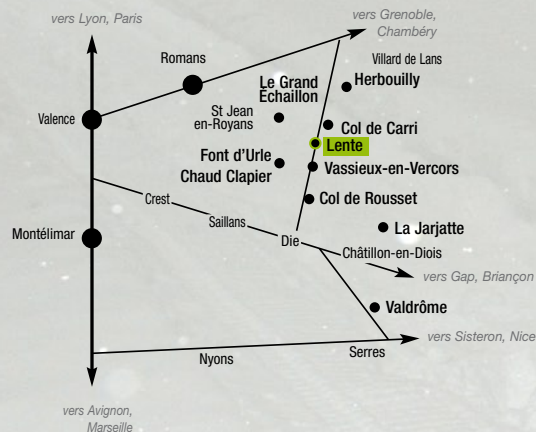 vers Lyon, Paris
vers Grenoble,
Chambéry
Romans
Villard de Lans
Le Grand
Échaillon
Herbouilly
St Jean
en-Royans
Valence
Col de Carri
Lente
Font d'Urle
Chaud Clapier
Vassieux-en-Vercors
Crest
Col de Rousset
Saillans
La Jarjatte
Montélimar
Die
Châtillon-en-Diois
vers Gap, Briançon
Valdrôme
vers Sisteron, Nice
Serres
Nyons
vers Avignon,
Marseille